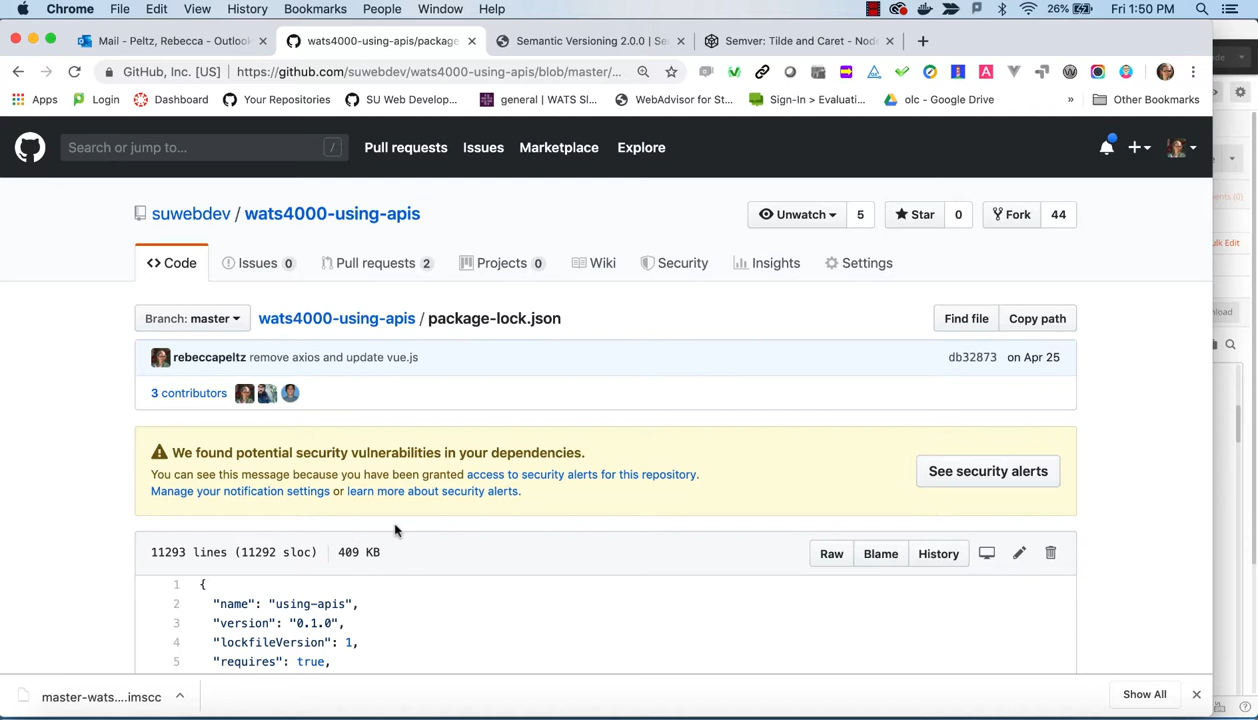 Chrome File Edit View History Bookmarks People Window Help 26% Fri 1:50 PM
Mail - Peltz, Rebecca - Outloo × wats4000-using-apis/package × Semantic Versioning 2.0.0 | Se × Semver: Tilde and Caret - Nod × +
GitHub, Inc. [US] | https://github.com/suwebdev/wats4000-using-apis/blob/master/...
Apps Login Dashboard Your Repositories SU Web Develop... general | WATS Sl... WebAdvisor for St... Sign-In > Evaluati... olc - Google Drive » Other Bookmarks
Search or jump to... / Pull requests Issues Marketplace Explore
suwebdev / wats4000-using-apis Unwatch 5 Star 0 Fork 44
Code Issues 0 Pull requests 2 Projects 0 Wiki Security Insights Settings
Branch: master wats4000-using-apis / package-lock.json Find file Copy path
rebeccapeltz remove axios and update vue.js db32873 on Apr 25
3 contributors
We found potential security vulnerabilities in your dependencies.
You can see this message because you have been granted access to security alerts for this repository.
Manage your notification settings or learn more about security alerts.
See security alerts
11293 lines (11292 sloc) 409 KB Raw Blame History
1 {
2 "name": "using-apis",
3 "version": "0.1.0",
4 "lockfileVersion": 1,
5 "requires": true,
master-wats....imscc Show All ×